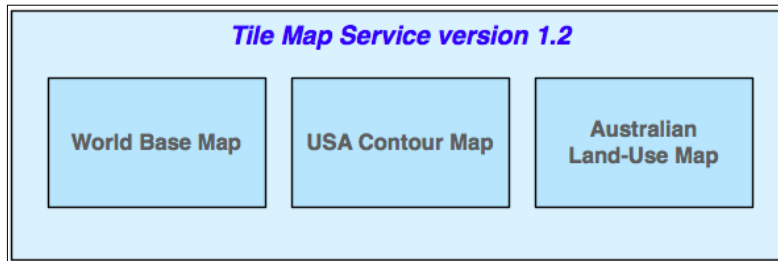 Tile Map Service version 1.2
World Base Map
USA Contour Map
Australian
Land-Use Map